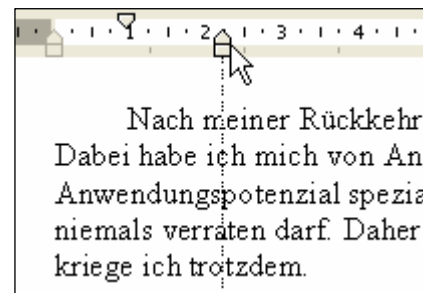 1 2 3 4
Nach meiner Rückkehr
Dabei habe ich mich von An
Anwendungspotenzial spezia
niemals verraten darf. Daher
kriege ich trotzdem.